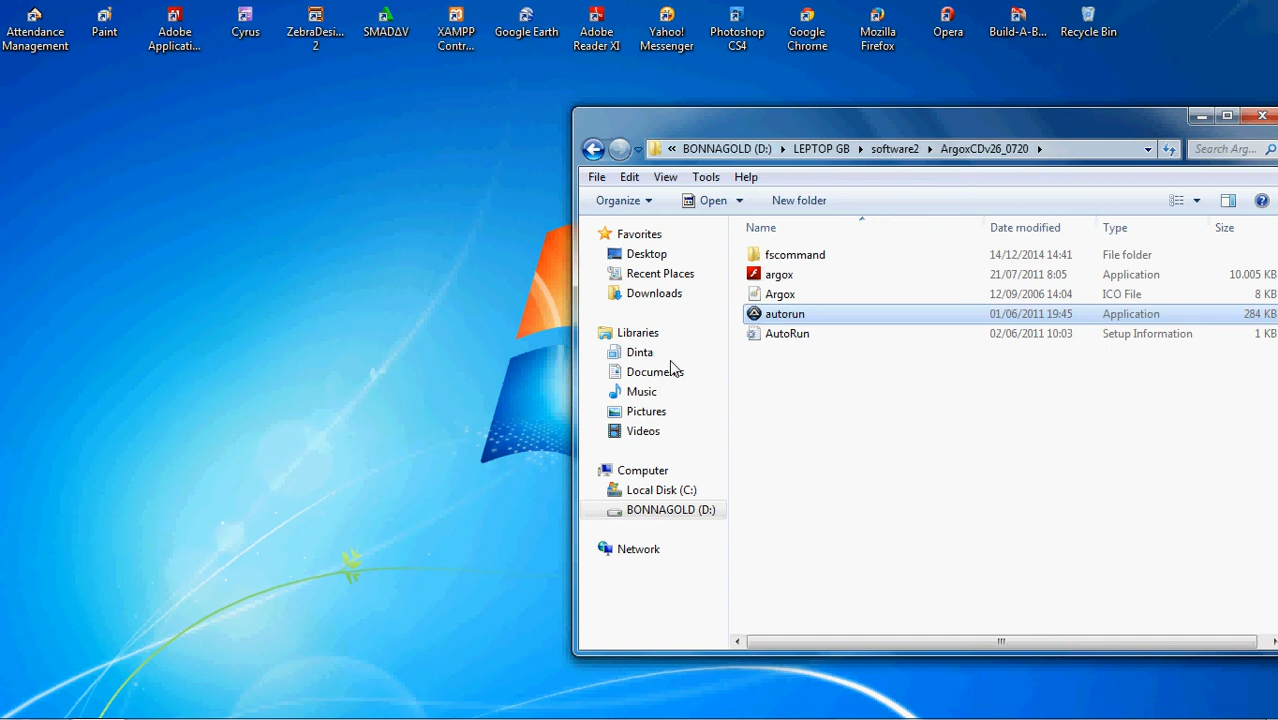 Attendance Management
Paint
Adobe Applicati...
Cyrus
ZebraDesi... 2
SMADΔV
XAMPP Contr...
Google Earth
Adobe Reader XI
Yahoo! Messenger
Photoshop CS4
Google Chrome
Mozilla Firefox
Opera
Build-A-B...
Recycle Bin
« BONNAGOLD (D:) LEPTOP GB software2 ArgoxCDv26_0720
Search Arg...
File Edit View Tools Help
Organize Open New folder
Name Date modified Type Size
Favorites
Desktop
Recent Places
Downloads
Libraries
Dinta
Documents
Music
Pictures
Videos
Computer
Local Disk (C:)
BONNAGOLD (D:)
Network
fscommand 14/12/2014 14:41 File folder
argox 21/07/2011 8:05 Application 10.005 KB
Argox 12/09/2006 14:04 ICO File 8 KB
autorun 01/06/2011 19:45 Application 284 KB
AutoRun 02/06/2011 10:03 Setup Information 1 KB